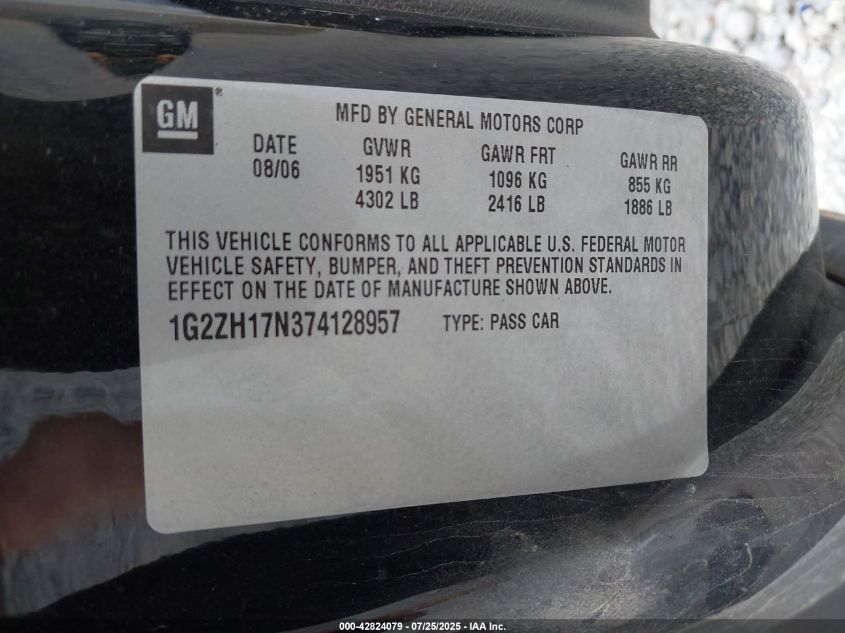 GM®
MFD BY GENERAL MOTORS CORP
DATE GVWR GAWR FRT GAWR RR
08/06 1951 KG 1096 KG 855 KG
4302 LB 2416 LB 1886 LB
THIS VEHICLE CONFORMS TO ALL APPLICABLE U.S. FEDERAL MOTOR
VEHICLE SAFETY, BUMPER, AND THEFT PREVENTION STANDARDS IN
EFFECT ON THE DATE OF MANUFACTURE SHOWN ABOVE.
1G2ZH17N374128957 TYPE: PASS CAR
000-42824079 - 07/25/2025 - IAA Inc.